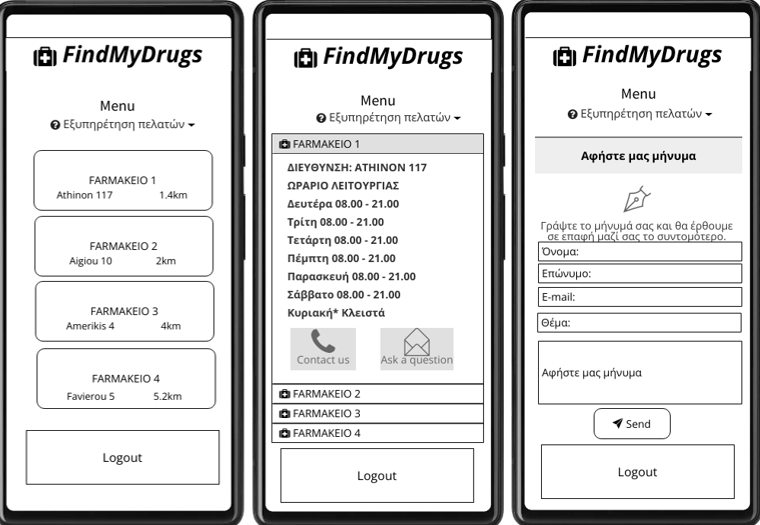 FindMyDrugs
Menu
Εξυπηρέτηση πελατών
FARMAKEIO 1
Athinon 117 1.4km
FARMAKEIO 2
Aigiou 10 2km
FARMAKEIO 3
Amerikis 4 4km
FARMAKEIO 4
Favierou 5 5.2km
Logout
FindMyDrugs
Menu
Εξυπηρέτηση πελατών
FARMAKEIO 1
ΔΙΕΥΘΥΝΣΗ: ATHINON 117
ΩΡΑΡΙΟ ΛΕΙΤΟΥΡΓΙΑΣ
Δευτέρα 08.00 - 21.00
Τρίτη 08.00 - 21.00
Τετάρτη 08.00 - 21.00
Πέμπτη 08.00 - 21.00
Παρασκευή 08.00 - 21.00
Σάββατο 08.00 - 21.00
Κυριακή* Κλειστά
Contact us Ask a question
FARMAKEIO 2
FARMAKEIO 3
FARMAKEIO 4
Logout
FindMyDrugs
Menu
Εξυπηρέτηση πελατών
Αφήστε μας μήνυμα
Γράψτε το μήνυμά σας και θα έρθουμε
σε επαφή μαζί σας το συντομότερο.
Όνομα:
Επώνυμο:
E-mail:
Θέμα:
Αφήστε μας μήνυμα
Send
Logout